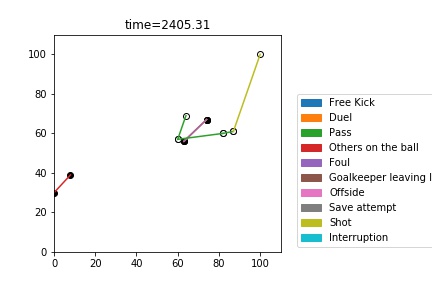 time=2405.31
100
80
60
40
20
0
0 20 40 60 80 100
Free Kick
Duel
Pass
Others on the ball
Foul
Goalkeeper leaving l
Offside
Save attempt
Shot
Interruption